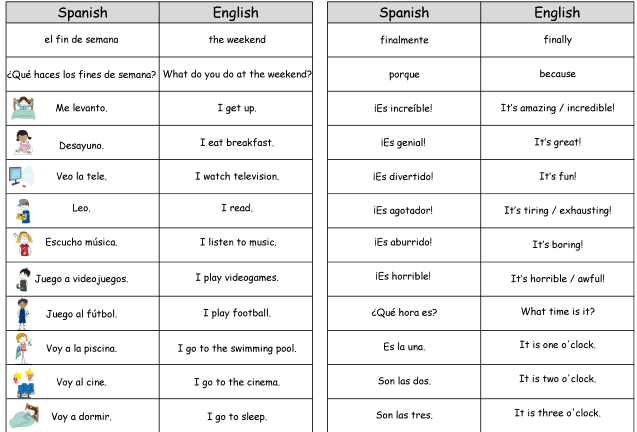 Spanish English
el fin de semana the weekend
¿Qué haces los fines de semana? What do you do at the weekend?
Me levanto. I get up.
Desayuno. I eat breakfast.
Veo la tele. I watch television.
Leo. I read.
Escucho música. I listen to music.
Juego a videojuegos. I play videogames.
Juego al fútbol. I play football.
Voy a la piscina. I go to the swimming pool.
Voy al cine. I go to the cinema.
Voy a dormir. I go to sleep.
Spanish English
finalmente finally
porque because
¡Es increíble! It's amazing / incredible!
¡Es genial! It's great!
¡Es divertido! It's fun!
¡Es agotador! It's tiring / exhausting!
¡Es aburrido! It's boring!
¡Es horrible! It's horrible / awful!
¿Qué hora es? What time is it?
Es la una. It is one o'clock.
Son las dos. It is two o'clock.
Son las tres. It is three o'clock.